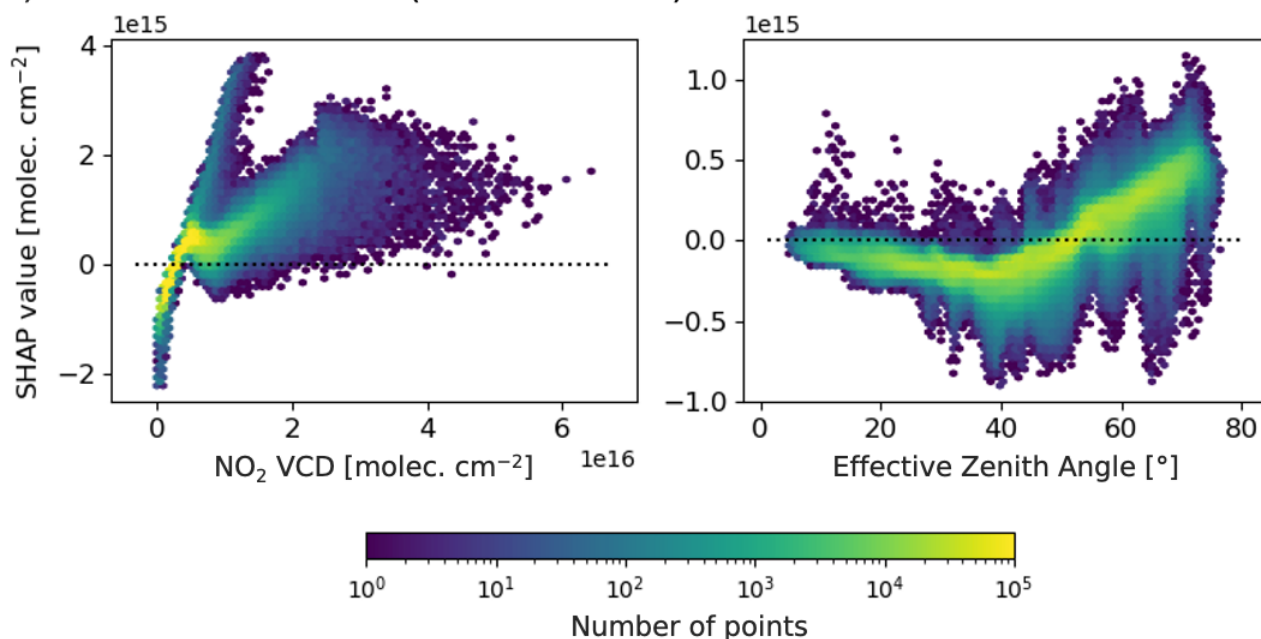 1e15
1e15
4
2
0
−2
SHAP value [molec. cm⁻²]
0 2 4 6
1e16
NO₂ VCD [molec. cm⁻²]
1.0
0.5
0.0
−0.5
−1.0
0 20 40 60 80
Effective Zenith Angle [°]
10⁰ 10¹ 10² 10³ 10⁴ 10⁵
Number of points